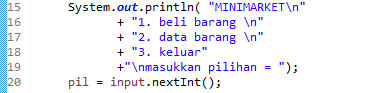 15 System.out.println( "MINIMARKET\n"
16 + "1. beli barang \n"
17 + "2. data barang \n"
18 + "3. keluar"
19 +"\nmasukkan pilihan = ");
20 pil = input.nextInt();